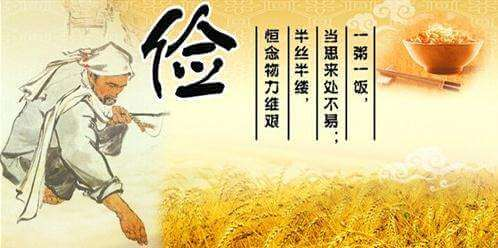 俭
一粥一饭，
当思来处不易；
半丝半缕，
恒念物力维艰